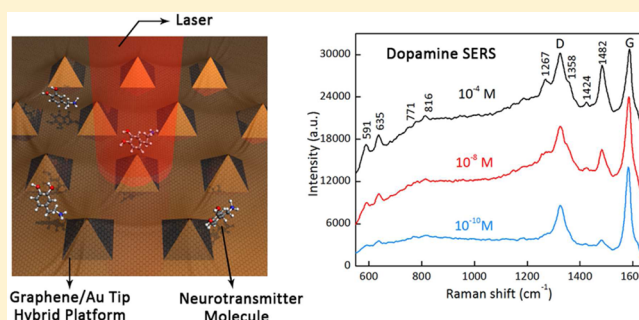 Laser
Graphene/Au Tip
Hybrid Platform
Neurotransmitter
Molecule
Dopamine SERS
D
G
591
635
771
816
1267
1358
1424
1482
10⁻⁴ M
10⁻⁸ M
10⁻¹⁰ M
Intensity (a.u.)
30000
24000
18000
12000
6000
0
600 800 1000 1200 1400 1600
Raman shift (cm⁻¹)